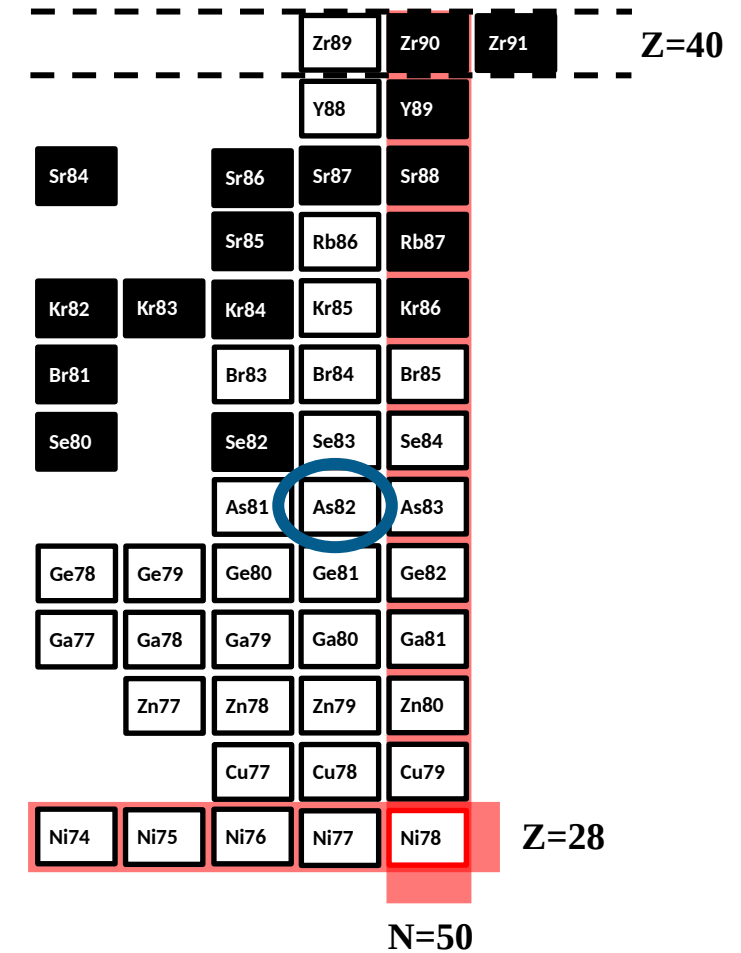 Zr89 Zr90 Zr91 Z=40
Y88 Y89
Sr84 Sr86 Sr87 Sr88
Sr85 Rb86 Rb87
Kr82 Kr83 Kr84 Kr85 Kr86
Br81 Br83 Br84 Br85
Se80 Se82 Se83 Se84
As81 As82 As83
Ge78 Ge79 Ge80 Ge81 Ge82
Ga77 Ga78 Ga79 Ga80 Ga81
Zn77 Zn78 Zn79 Zn80
Cu77 Cu78 Cu79
Ni74 Ni75 Ni76 Ni77 Ni78 Z=28
N=50